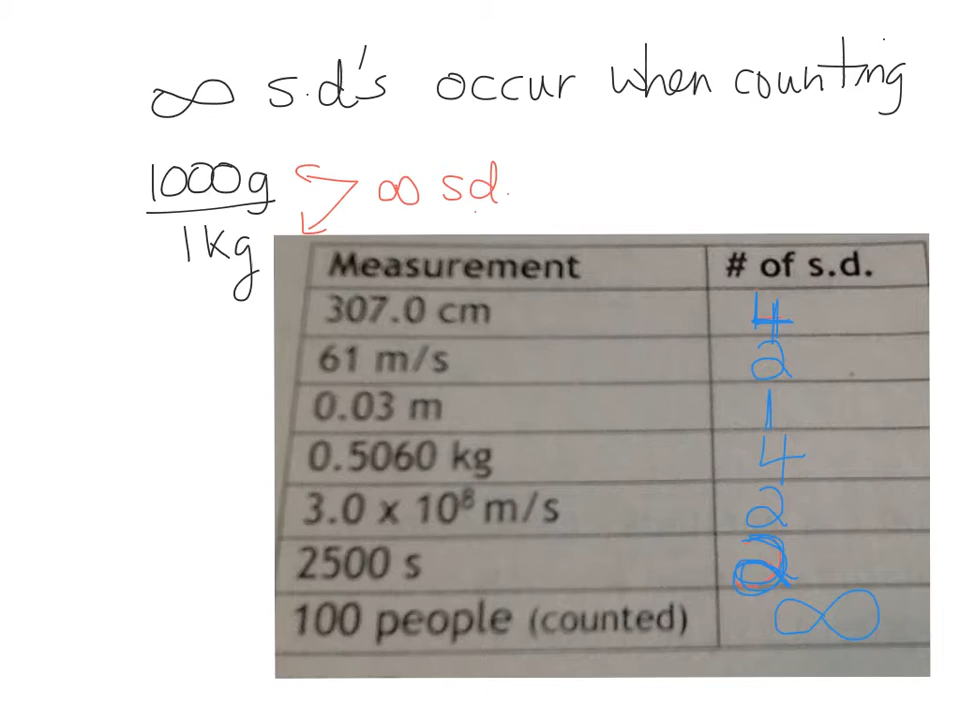 ∞ s.d's occur when counting
1000g
1kg
∞ s.d.
Measurement # of s.d.
307.0 cm 4
61 m/s 2
0.03 m 1
0.5060 kg 4
3.0 x 10⁸ m/s 2
2500 s 2
100 people (counted) ∞